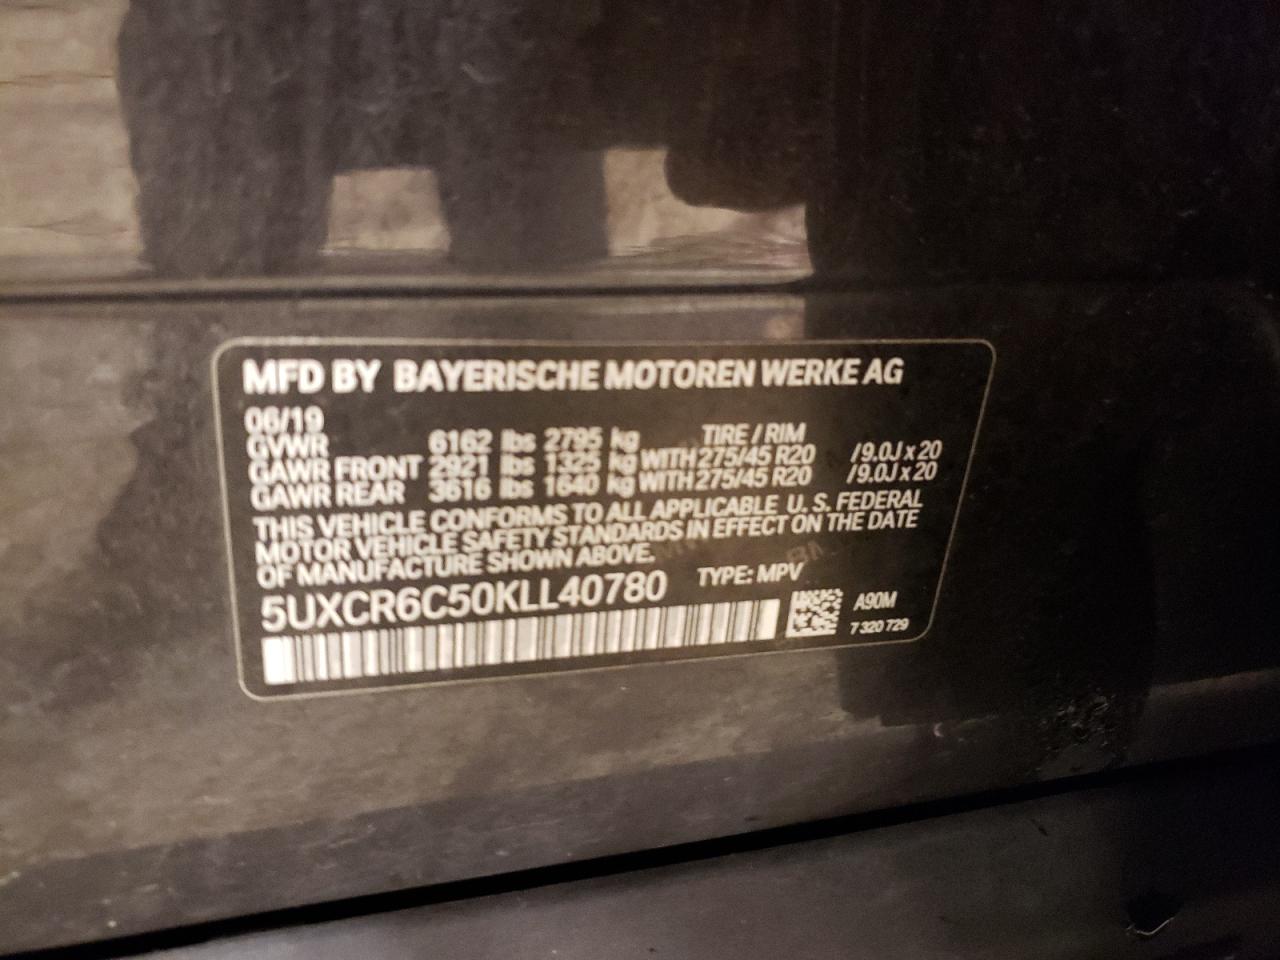 MFD BY BAYERISCHE MOTOREN WERKE AG
06/19
GVWR 6162 lbs 2795 kg TIRE / RIM
GAWR FRONT 2921 lbs 1325 kg WITH 275/45 R20 /9.0J x 20
GAWR REAR 3616 lbs 1640 kg WITH 275/45 R20 /9.0J x 20
THIS VEHICLE CONFORMS TO ALL APPLICABLE U. S. FEDERAL
MOTOR VEHICLE SAFETY STANDARDS IN EFFECT ON THE DATE
OF MANUFACTURE SHOWN ABOVE.
5UXCR6C50KLL40780 TYPE: MPV
A90M
7 320 729